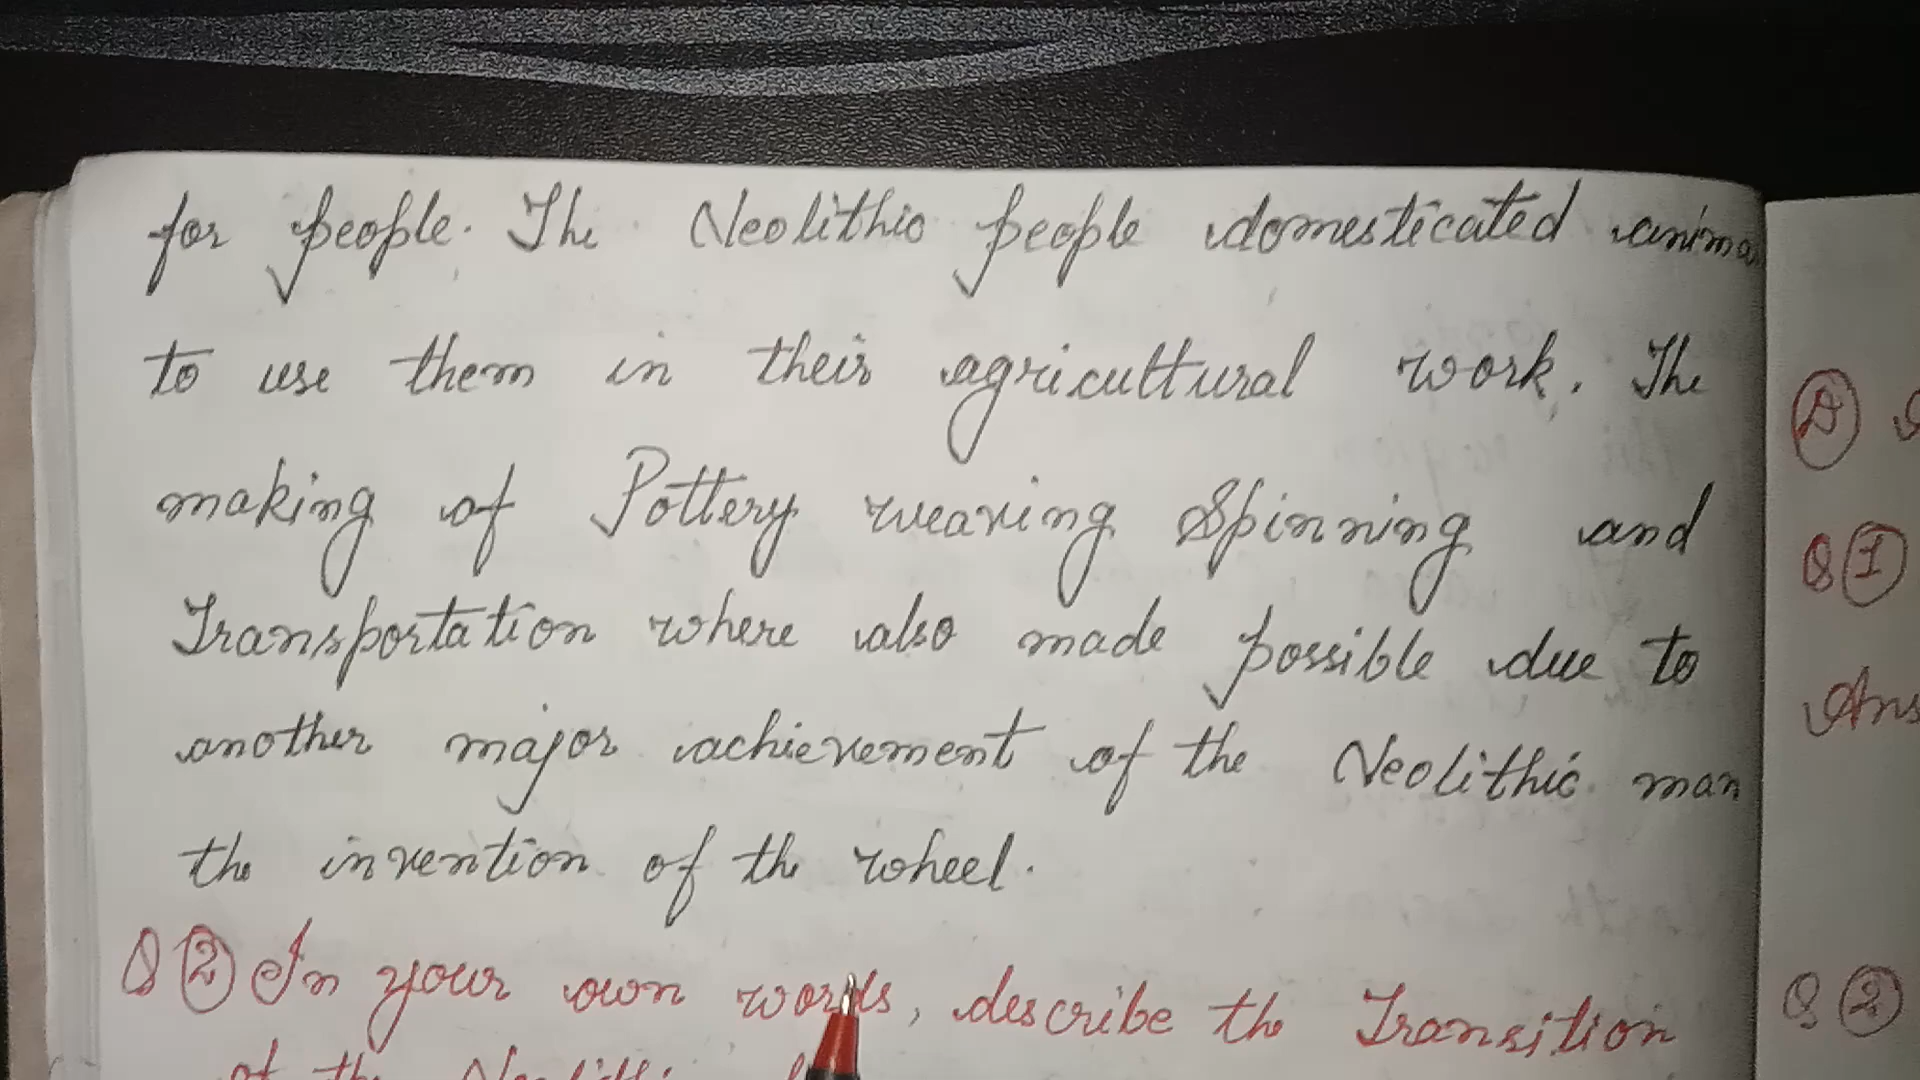 for people. The Neolithic people domesticated anima
to use them in their agricultural work. The
making of Pottery weaving Spinning and
Transportation where also made possible due to
another major achievement of the Neolithic man
the invention of the wheel.
Q 2 In your own words, describe the Transition
of the
A
Q 1
Ans
Q 2